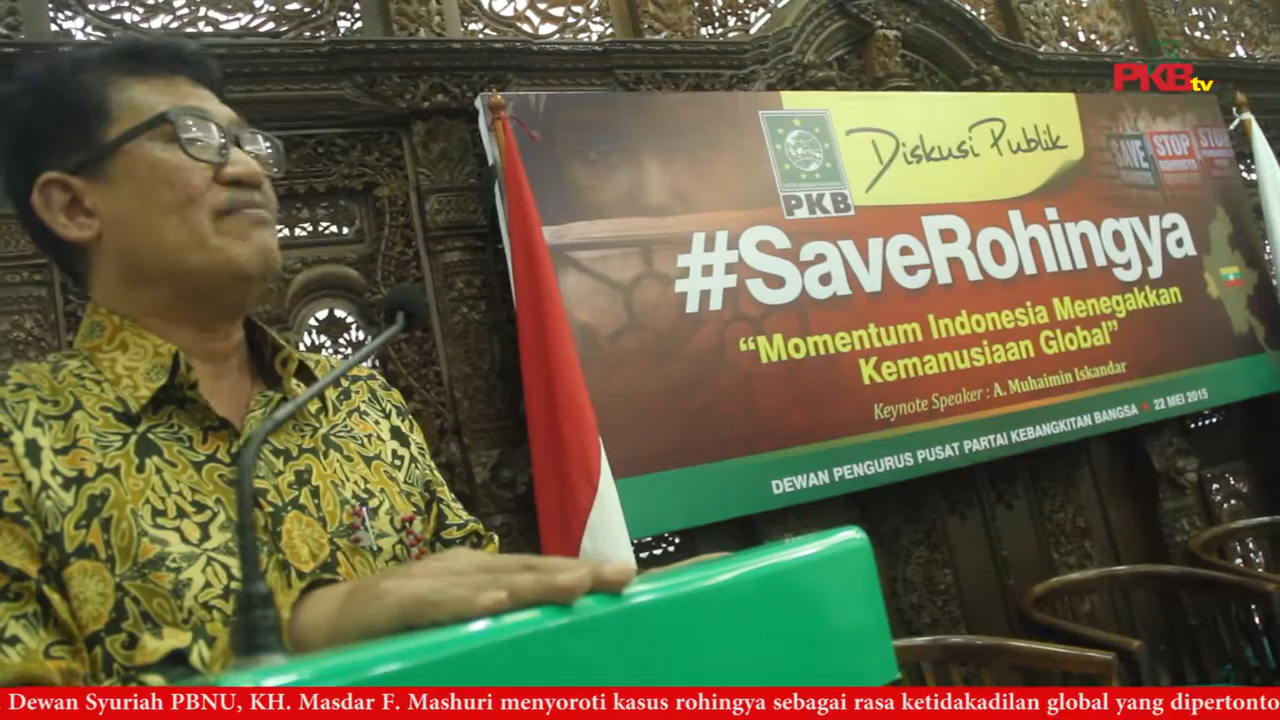 PKBtv
Diskusi Publik
PKB
SAVE
STOP
STOP
#SaveRohingya
“Momentum Indonesia Menegakkan
Kemanusiaan Global”
Keynote Speaker : A. Muhaimin Iskandar
DEWAN PENGURUS PUSAT PARTAI KEBANGKITAN BANGSA 22 MEI 2015
. Dewan Syuriah PBNU, KH. Masdar F. Mashuri menyoroti kasus rohingya sebagai rasa ketidakadilan global yang dipertonto